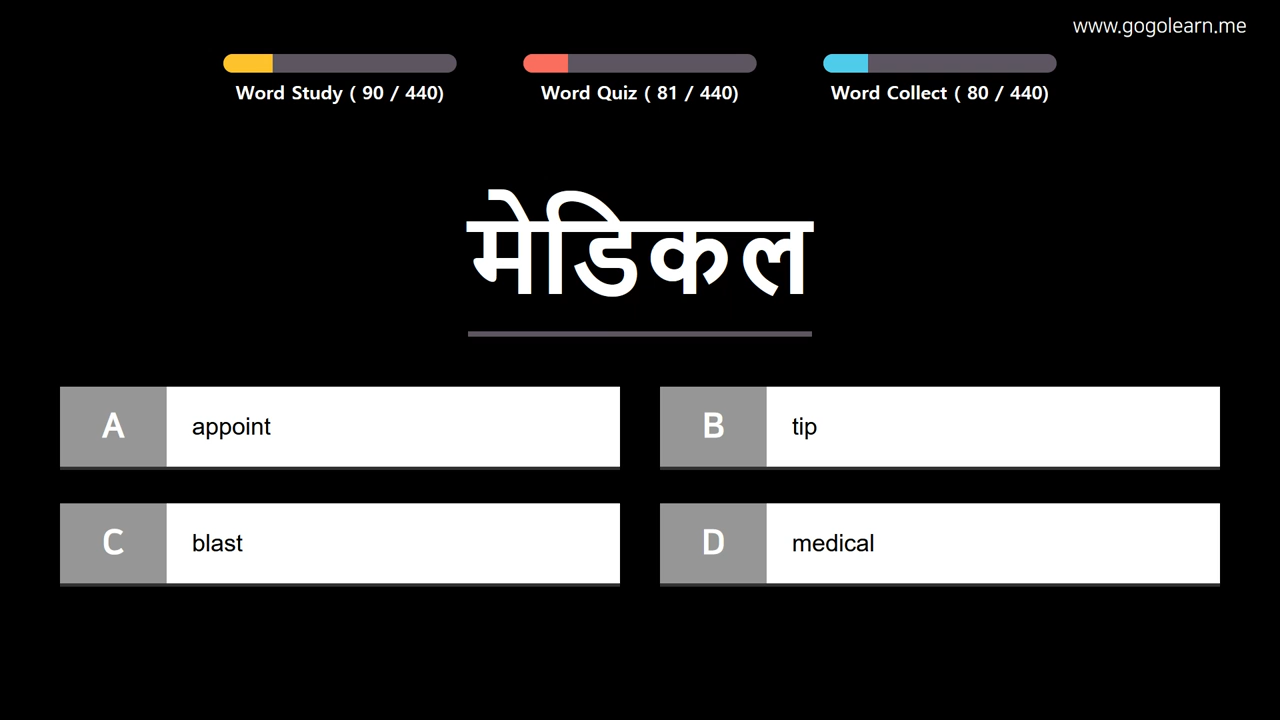 www.gogolearn.me
Word Study ( 90 / 440)
Word Quiz ( 81 / 440)
Word Collect ( 80 / 440)
मेडिकल
A appoint
B tip
C blast
D medical